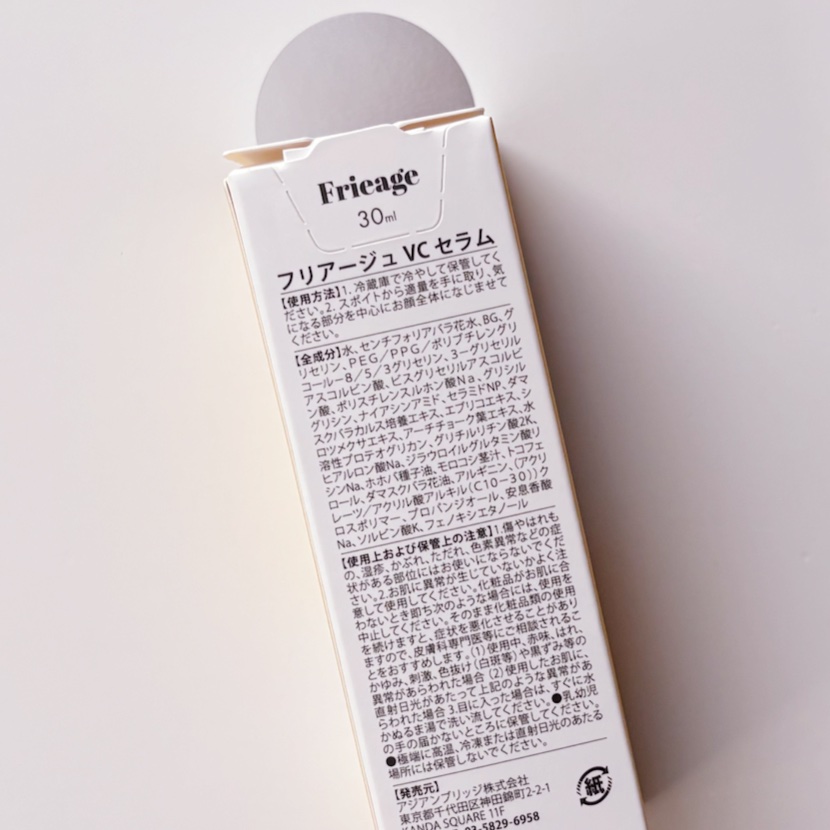 Frieage
30ml
フリアージュ VC セラム
【使用方法】1. 冷蔵庫で冷やして保管してく
ださい。2. スポイトから適量を手に取り、気
になる部分を中心にお顔全体になじませて
ください。
【全成分】水、センチフォリアバラ花水、BG、グ
リセリン、PEG/PPG/ポリブチレングリ
コール−8/5/3グリセリン、3−グリセリル
アスコルビン酸、ビスグリセリルアスコルビ
ン酸、ポリスチレンスルホン酸Na、グリシル
グリシン、ナイアシンアミド、セラミドNP、ダマ
スクバラカルス培養エキス、エプリコエキス、シ
ロツメクサエキス、アーチチョーク葉エキス、水
溶性プロテオグリカン、グリチルリチン酸2K、
ヒアルロン酸Na、ジラウロイルグルタミン酸リ
シンNa、ホホバ種子油、モロコシ茎汁、トコフェ
ロール、ダマスクバラ花油、アルギニン、(アクリ
レーツ/アクリル酸アルキル(C10−30))ク
ロスポリマー、プロパンジオール、安息香酸
Na、ソルビン酸K、フェノキシエタノール
【使用上および保管上の注意】1.傷やはれも
の、湿疹、かぶれ、ただれ、色素異常などの症
状がある部位にはお使いにならないでくだ
さい。2.お肌に異常が生じていないかよく注
意して使用してください。化粧品がお肌に合
わないとき即ち次のような場合には、使用を
中止してください。そのまま化粧品類の使用
を続けますと、症状を悪化させることがあり
ますので、皮膚科専門医等にご相談されるこ
とをおすすめします。(1)使用中、赤味、はれ、
かゆみ、刺激、色抜け(白斑等)や黒ずみ等の
異常があらわれた場合 (2) 使用したお肌に、
直射日光があたって上記のような異常があ
らわれた場合 3.目に入った場合は、すぐに水
かぬるま湯で洗い流してください。●乳幼児
の手の届かないところに保管してください。
●極端に高温、冷凍または直射日光のあたる
場所には保管しないでください。
【発売元】
アジアンブリッジ株式会社
東京都千代田区神田錦町2-2-1
KANDA SQUARE 11F
03-5829-6958
紙